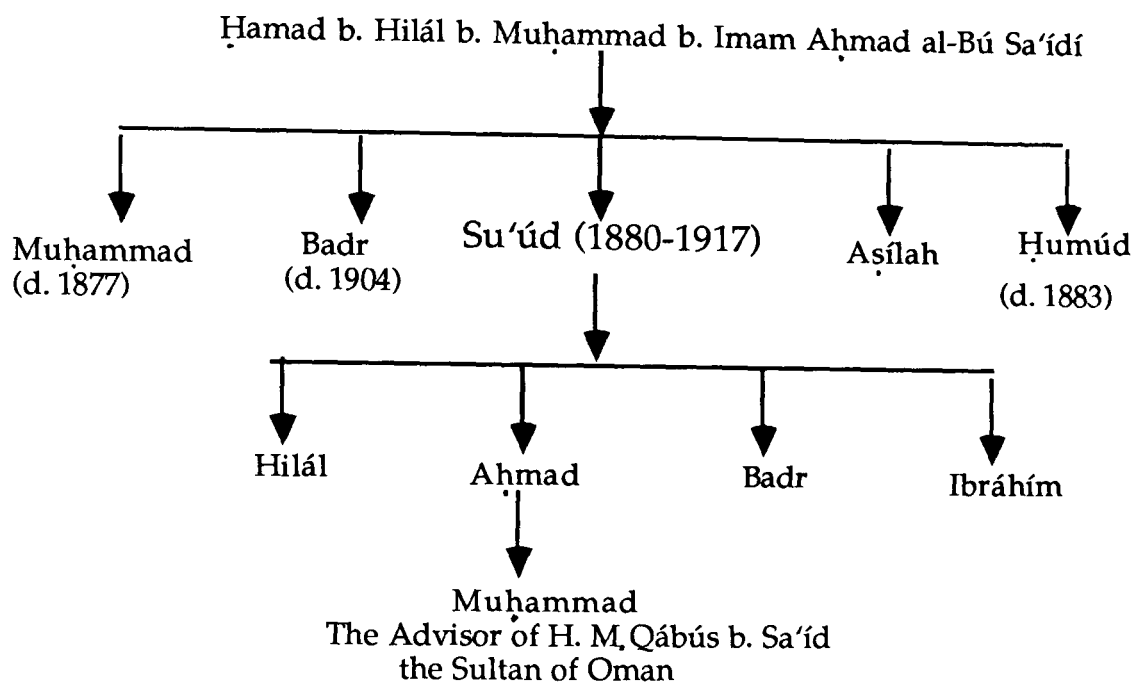 Ḥamad b. Hilál b. Muḥammad b. Imam Aḥmad al-Bú Sa‘ídí
Muḥammad
(d. 1877)
Badr
(d. 1904)
Su‘úd (1880-1917)
Aṣílah
Ḥumúd
(d. 1883)
Hilál
Aḥmad
Badr
Ibráhím
Muḥammad
The Advisor of H. M. Qábús b. Sa‘íd
the Sultan of Oman